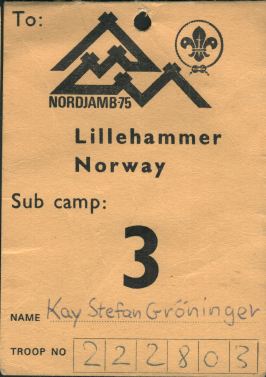 To:
NORDJAMB-75
Lillehammer
Norway
Sub camp:
3
NAME Kay Stefan Gröninger
TROOP NO 222803